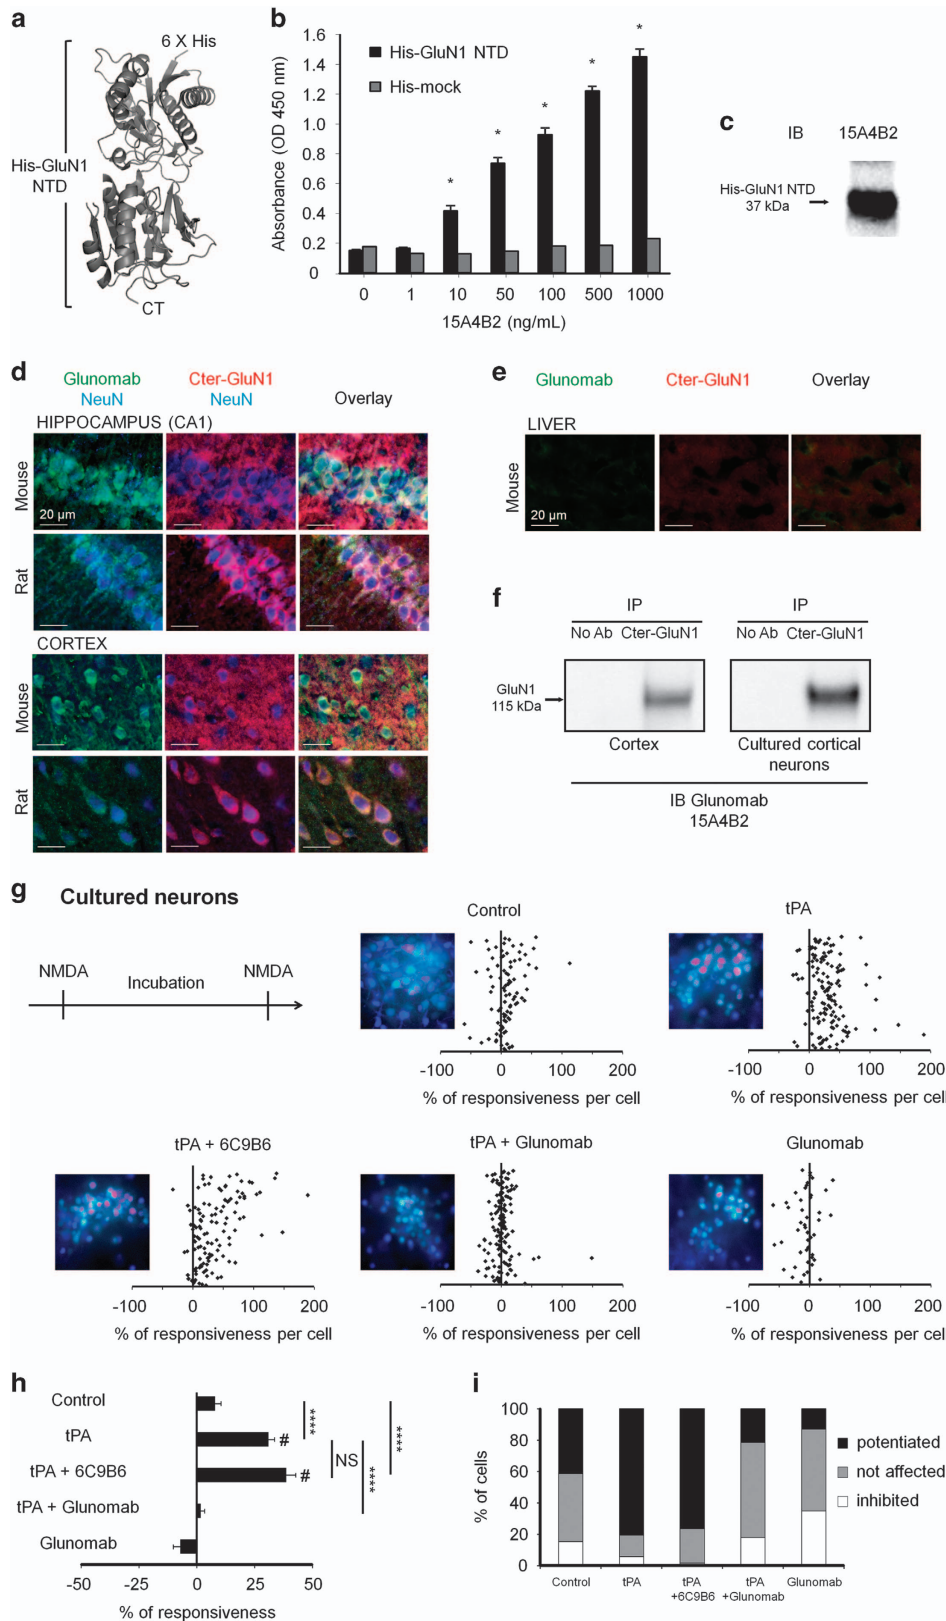 a
6 X His
His-GluN1
NTD
CT
b
Absorbance (OD 450 nm)
1.6
1.4
1.2
1.0
0.8
0.6
0.4
0.2
0
His-GluN1 NTD
His-mock
*
*
*
*
*
0 1 10 50 100 500 1000
15A4B2 (ng/mL)
c
IB 15A4B2
His-GluN1 NTD
37 kDa
d
Glunomab Cter-GluN1
NeuN NeuN Overlay
HIPPOCAMPUS (CA1)
Mouse
20 µm
Rat
CORTEX
Mouse
Rat
e
Glunomab Cter-GluN1 Overlay
LIVER
Mouse
20 µm
f
IP IP
No Ab Cter-GluN1 No Ab Cter-GluN1
GluN1
115 kDa
Cortex Cultured cortical
neurons
IB Glunomab
15A4B2
g
Cultured neurons
NMDA Incubation NMDA
Control
-100 0 100 200
% of responsiveness per cell
tPA
-100 0 100 200
% of responsiveness per cell
tPA + 6C9B6
-100 0 100 200
% of responsiveness per cell
tPA + Glunomab
-100 0 100 200
% of responsiveness per cell
Glunomab
-100 0 100 200
% of responsiveness per cell
h
Control
tPA
tPA + 6C9B6
tPA + Glunomab
Glunomab
#
#
****
NS
****
****
-50 -25 0 25 50
% of responsiveness
i
% of cells
100
80
60
40
20
0
potentiated
not affected
inhibited
Control tPA tPA tPA Glunomab
+6C9B6 +Glunomab